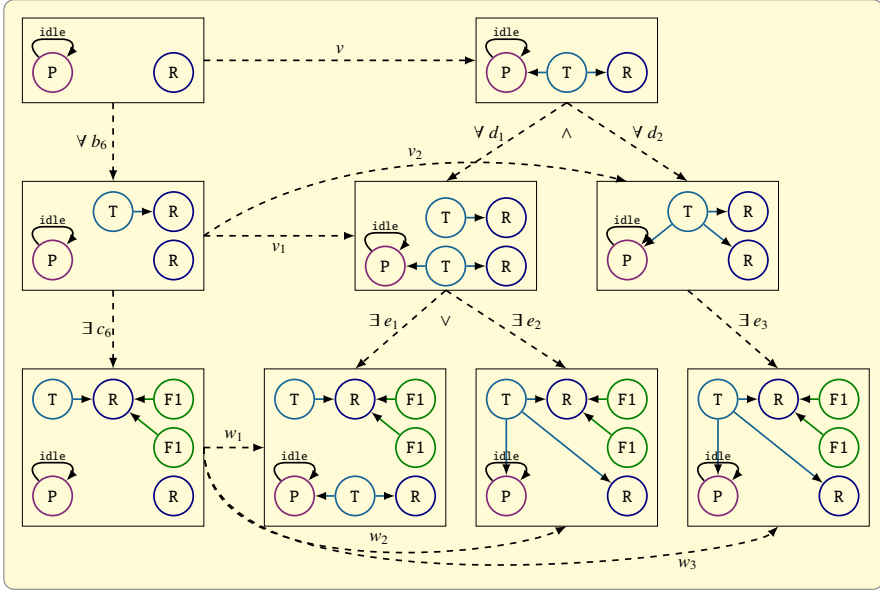 idle
P R
v
idle
P T R
∀ b₆
∀ d₁ ∧ ∀ d₂
v₂
T R
idle
P R
v₁
T R
idle
P T R
T R
idle
P R
∃ c₆
∃ e₁ ∨ ∃ e₂
∃ e₃
T R F1
F1
idle
P R
w₁
T R F1
F1
idle
P T R
T R F1
F1
idle
P R
T R F1
F1
idle
P R
w₂
w₃